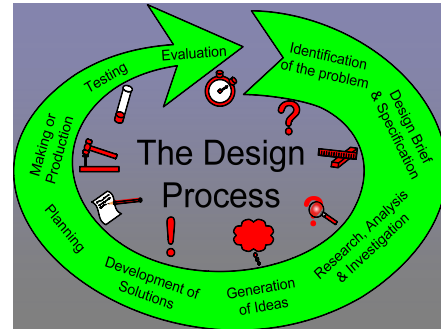 The Design
Process
Identification
of the problem
Design Brief
& Specification
Research, Analysis
& Investigation
Generation
of Ideas
Development of
Solutions
Planning
Making or
Production
Testing
Evaluation